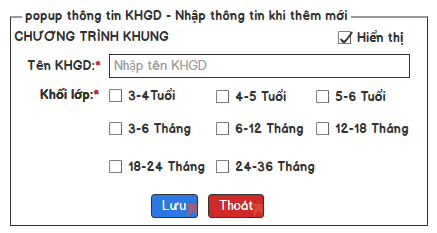 popup thông tin KHGD - Nhập thông tin khi thêm mới
CHƯƠNG TRÌNH KHUNG Hiển thị
Tên KHGD:* Nhập tên KHGD
Khối lớp:* 3-4Tuổi 4-5 Tuổi 5-6 Tuổi
3-6 Tháng 6-12 Tháng 12-18 Tháng
18-24 Tháng 24-36 Tháng
Lưu Thoát